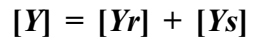 [Y] = [Yr] + [Ys]